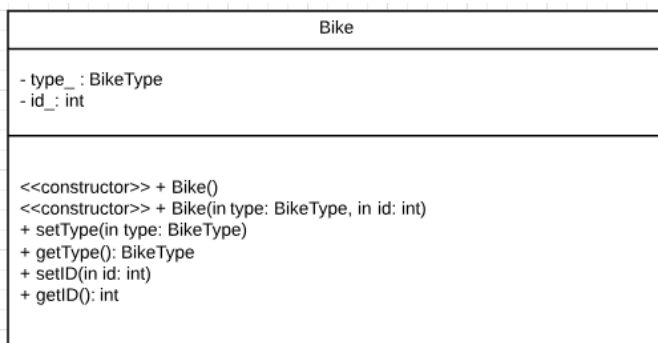 Bike
- type_ : BikeType
- id_: int
<<constructor>> + Bike()
<<constructor>> + Bike(in type: BikeType, in id: int)
+ setType(in type: BikeType)
+ getType(): BikeType
+ setID(in id: int)
+ getID(): int